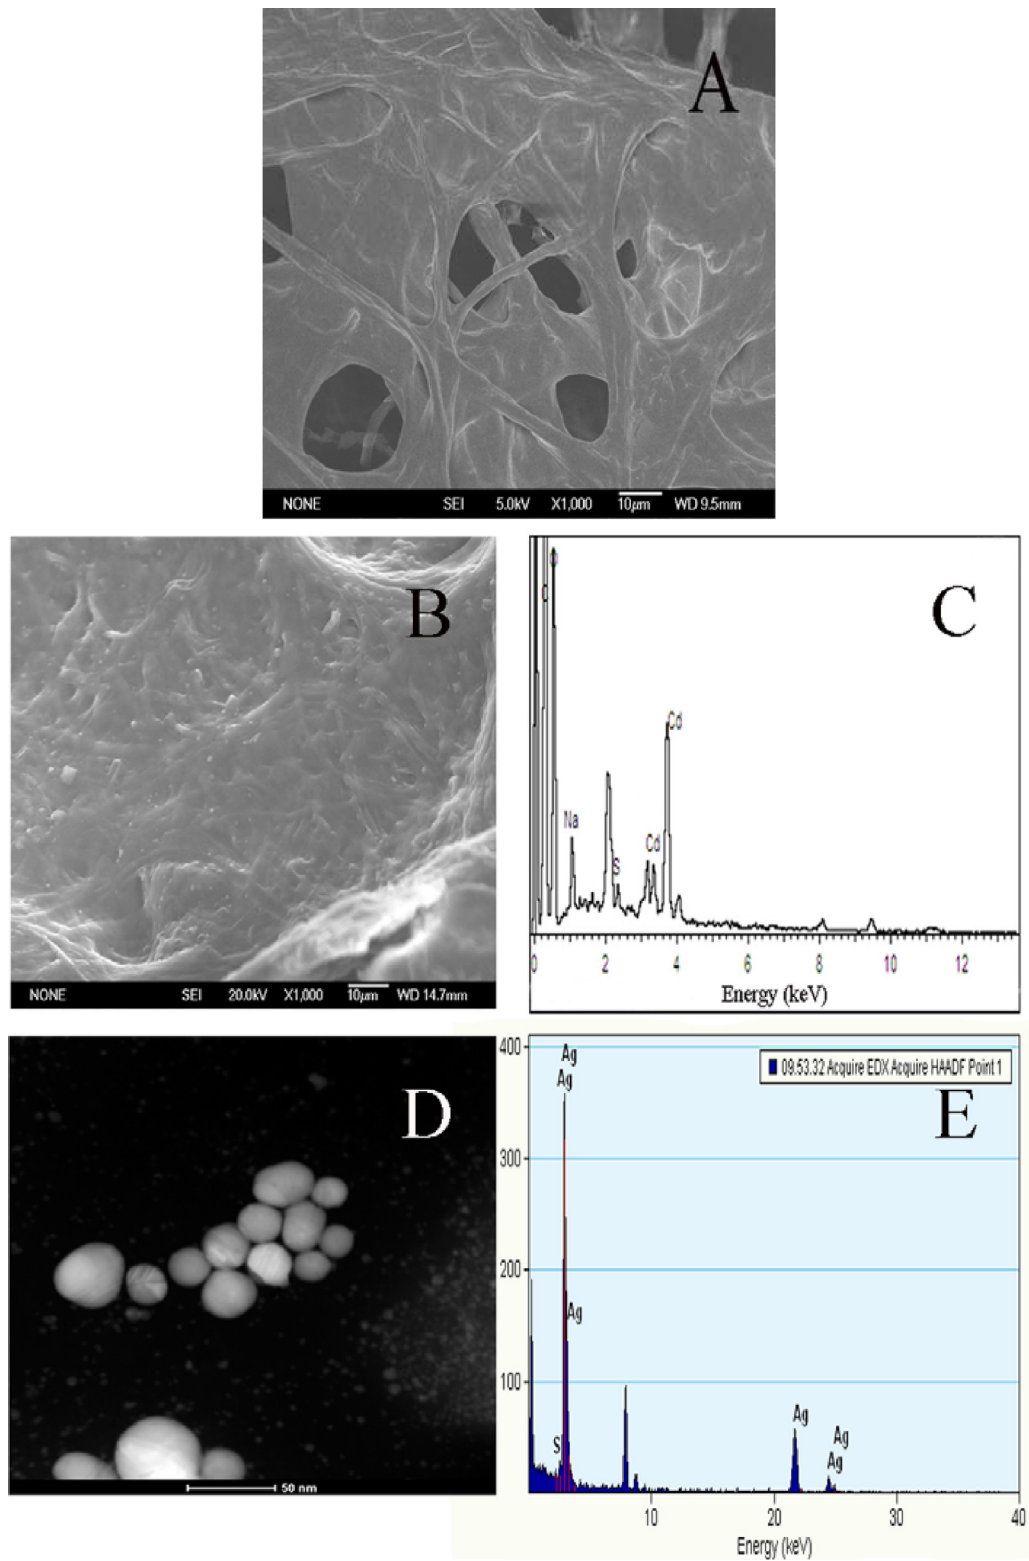 A
NONE SEI 5.0kV X1,000 10μm WD 9.5mm
B
NONE SEI 20.0kV X1,000 10μm WD 14.7mm
C
Cd
Na
Cd
S
0 2 4 6 8 10 12
Energy (keV)
D
50 nm
E
09.53.32 Acquire EDX Acquire HAADF Point 1
400
Ag
Ag
300
200
Ag
100
Ag
Ag
S
Ag
10 20 30 40
Energy (keV)